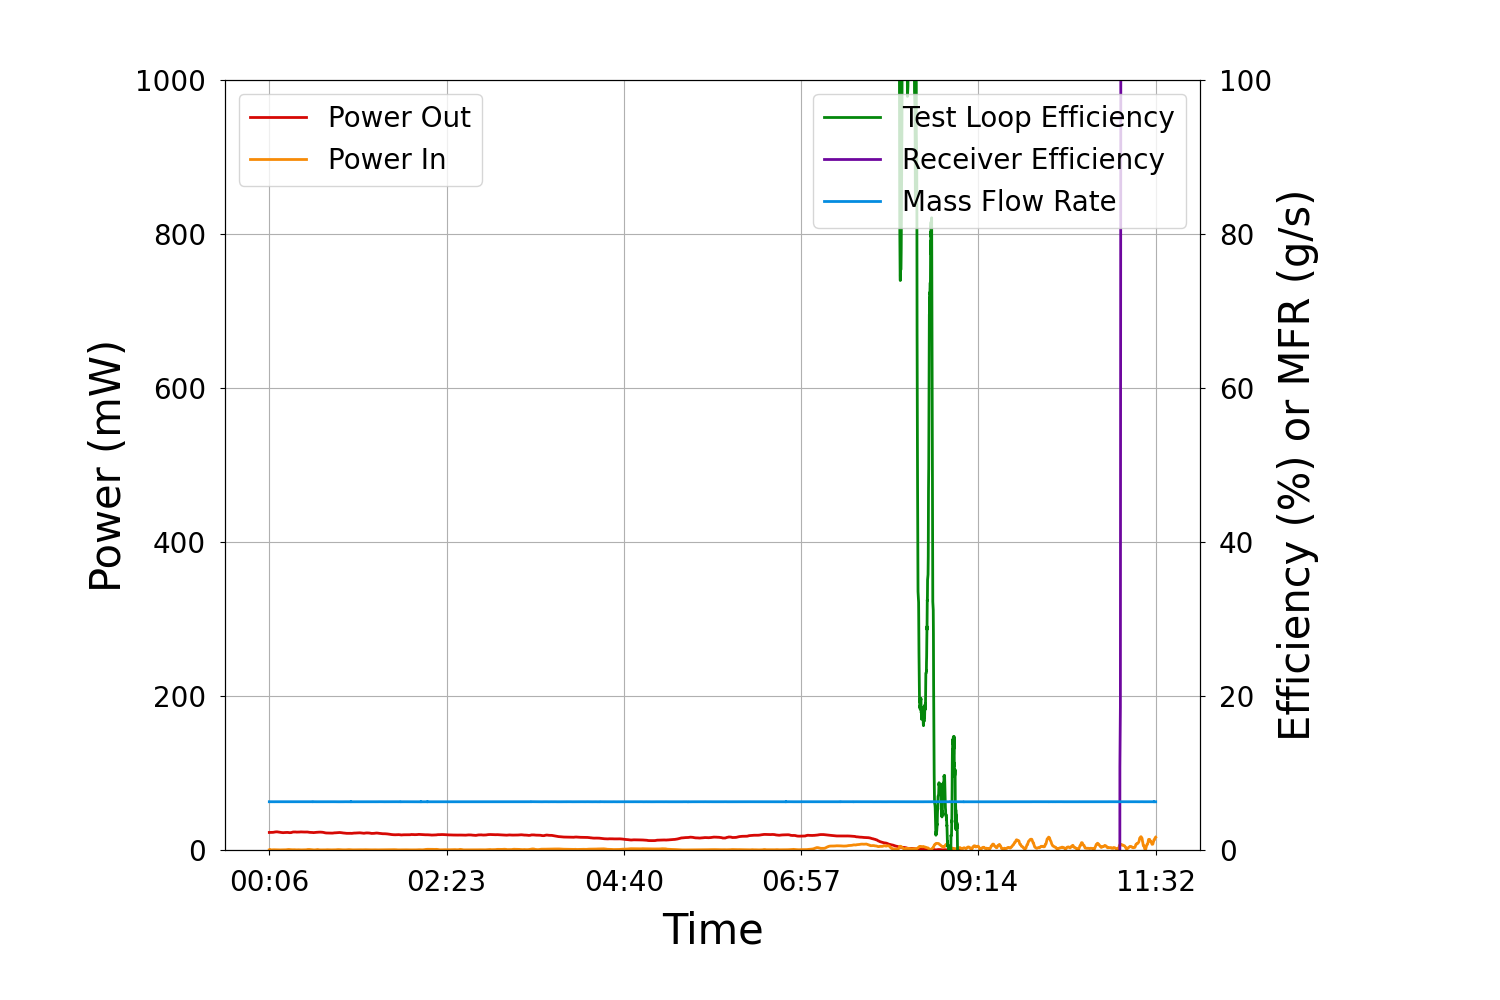 1000
800
600
400
200
0
Power (mW)
Power Out
Power In
Test Loop Efficiency
Receiver Efficiency
Mass Flow Rate
100
80
60
40
20
0
Efficiency (%) or MFR (g/s)
00:06 02:23 04:40 06:57 09:14 11:32
Time